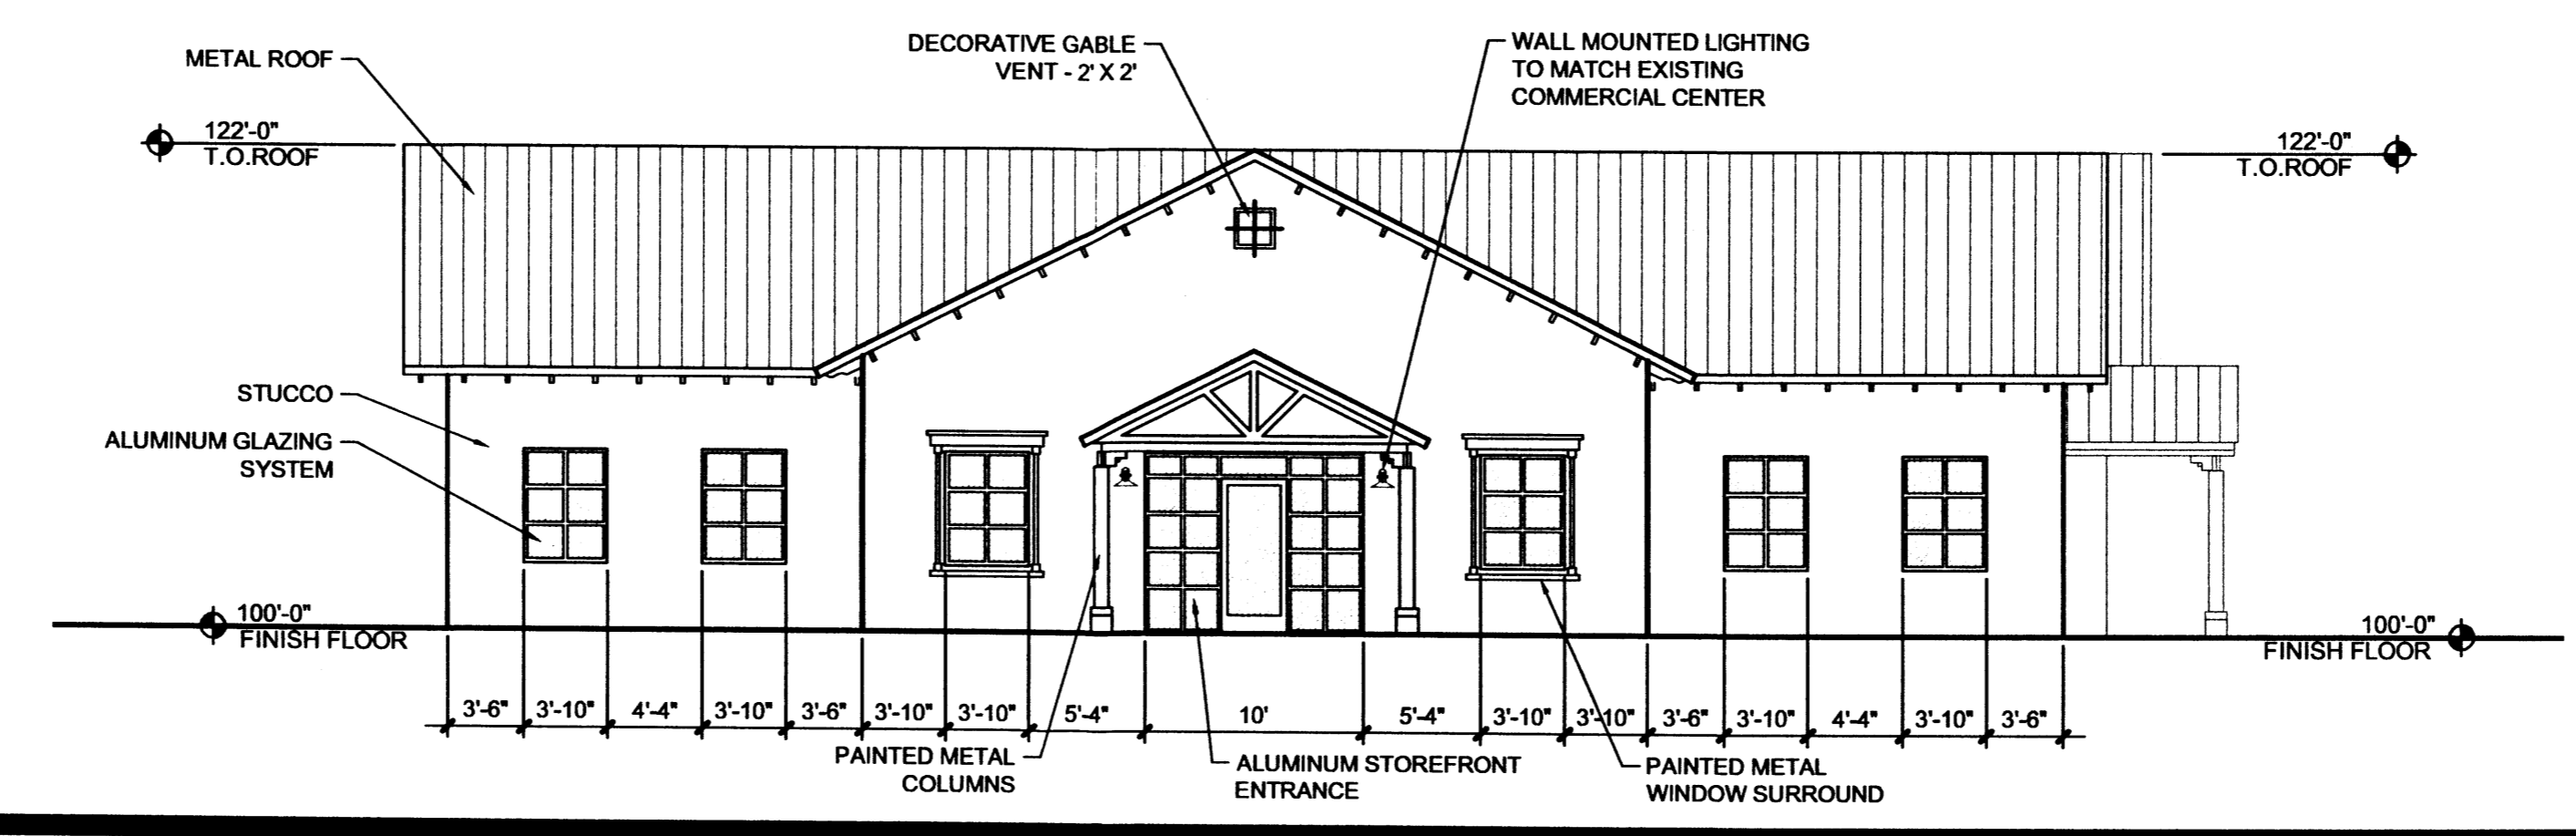 METAL ROOF
DECORATIVE GABLE
VENT - 2' X 2'
WALL MOUNTED LIGHTING
TO MATCH EXISTING
COMMERCIAL CENTER
122'-0"
T.O.ROOF
122'-0"
T.O.ROOF
STUCCO
ALUMINUM GLAZING
SYSTEM
100'-0"
FINISH FLOOR
100'-0"
FINISH FLOOR
3'-6" 3'-10" 4'-4" 3'-10" 3'-6" 3'-10" 3'-10" 5'-4" 10' 5'-4" 3'-10" 3'-10" 3'-6" 3'-10" 4'-4" 3'-10" 3'-6"
PAINTED METAL
COLUMNS
ALUMINUM STOREFRONT
ENTRANCE
PAINTED METAL
WINDOW SURROUND